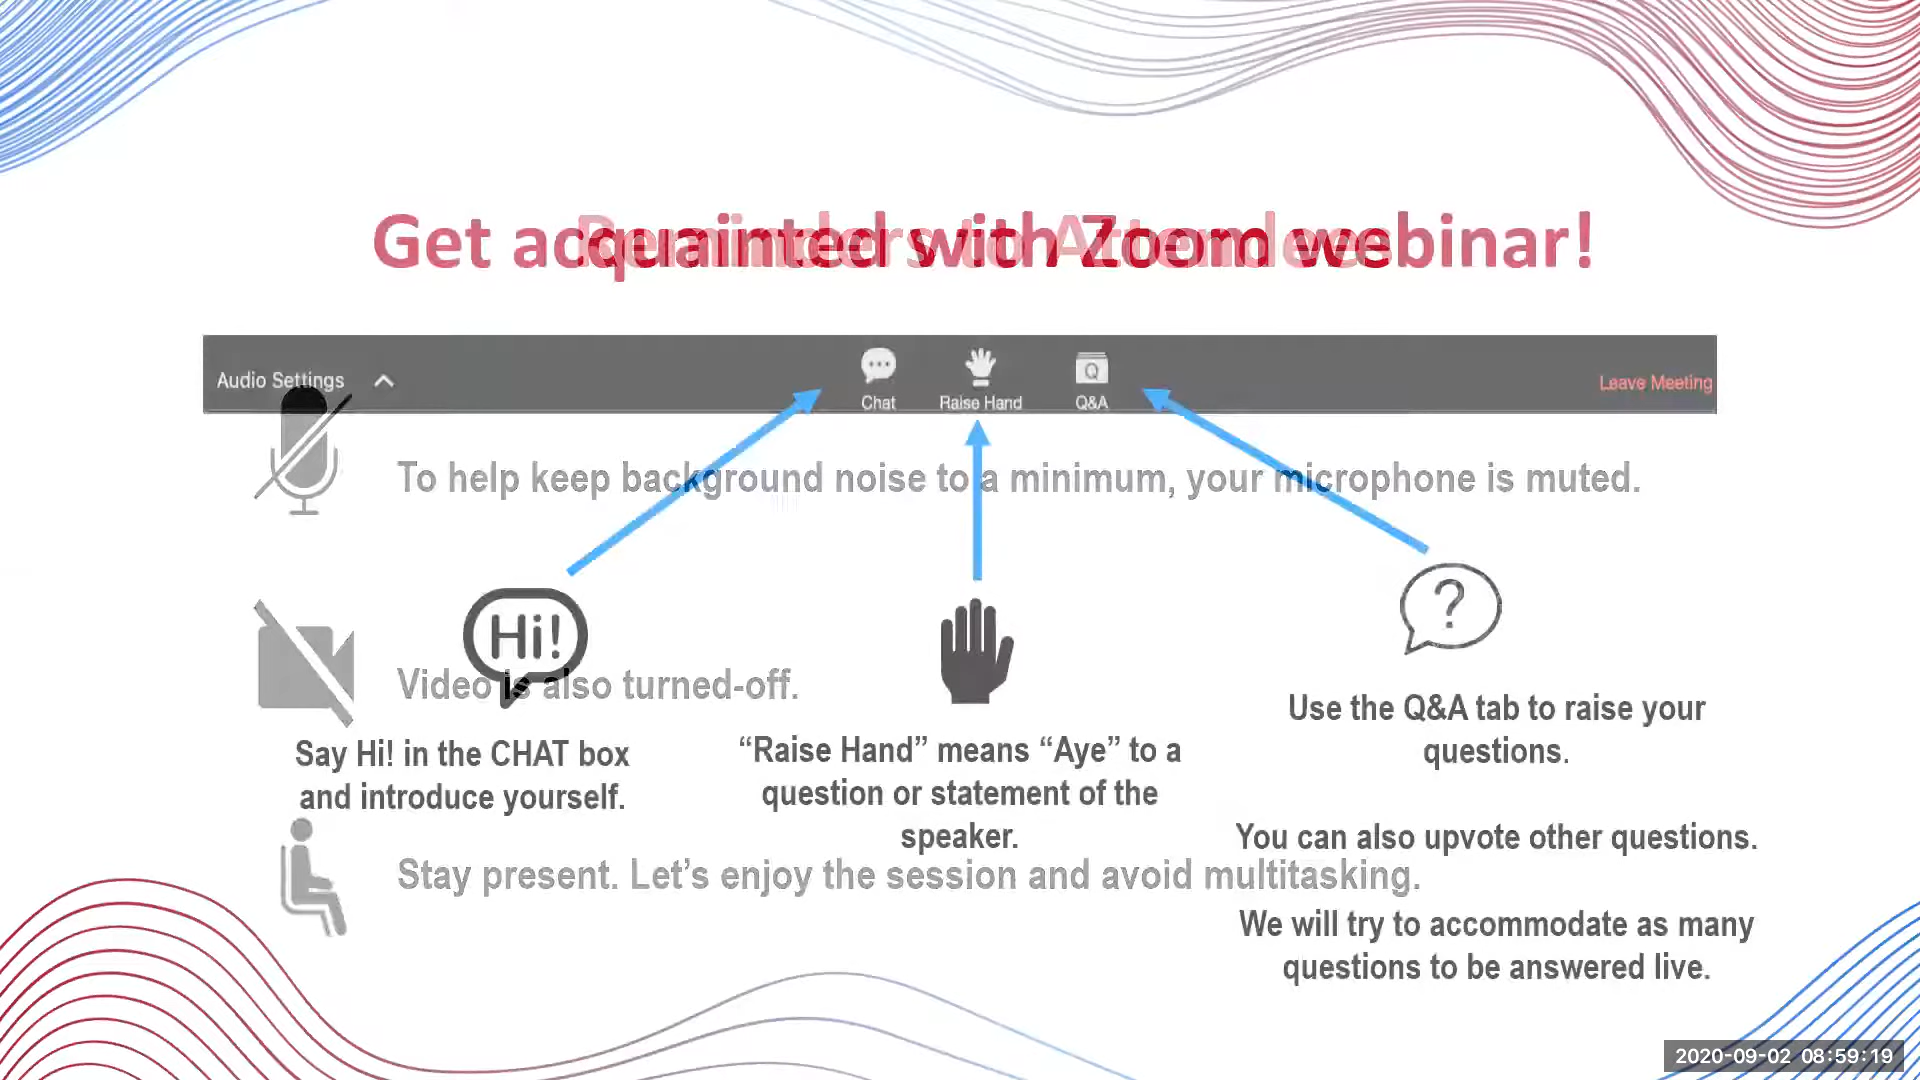 Get acquainted with Zoom webinar!
Reminders to Attendees
Audio Settings
Chat
Raise Hand
Q&A
Leave Meeting
To help keep background noise to a minimum, your microphone is muted.
Hi!
?
Video is also turned-off.
Say Hi! in the CHAT box
and introduce yourself.
“Raise Hand” means “Aye” to a
question or statement of the
speaker.
Use the Q&A tab to raise your
questions.
You can also upvote other questions.
Stay present. Let’s enjoy the session and avoid multitasking.
We will try to accommodate as many
questions to be answered live.
2020-09-02 08:59:19